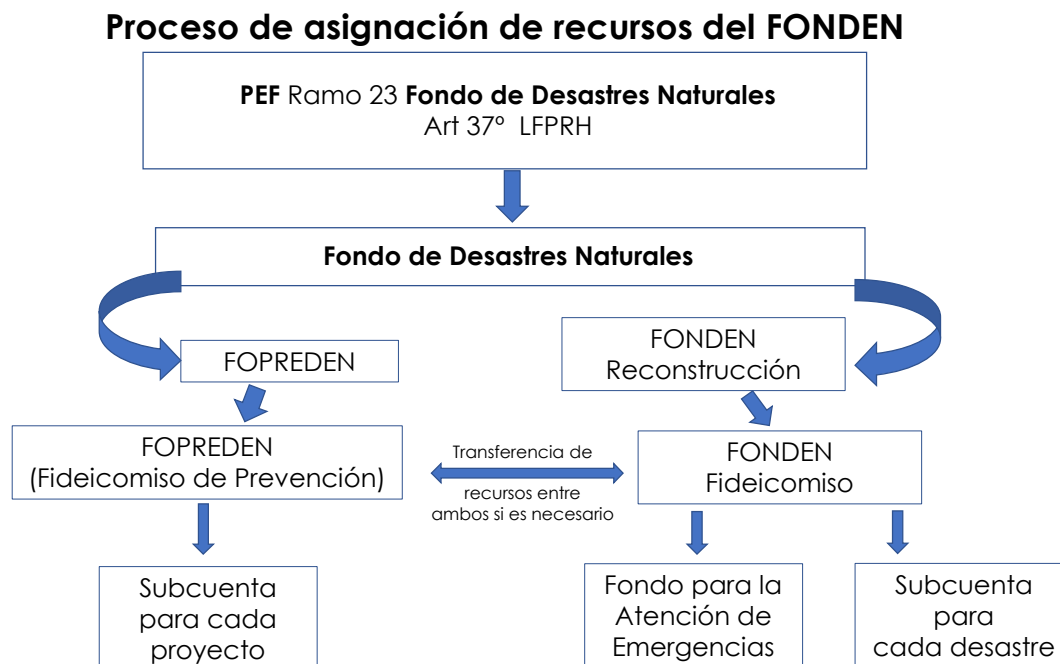 Proceso de asignación de recursos del FONDEN
PEF Ramo 23 Fondo de Desastres Naturales
Art 37º LFPRH
Fondo de Desastres Naturales
FOPREDEN
FONDEN
Reconstrucción
FOPREDEN
(Fideicomiso de Prevención)
Transferencia de
recursos entre
ambos si es necesario
FONDEN
Fideicomiso
Subcuenta
para cada
proyecto
Fondo para la
Atención de
Emergencias
Subcuenta
para
cada desastre